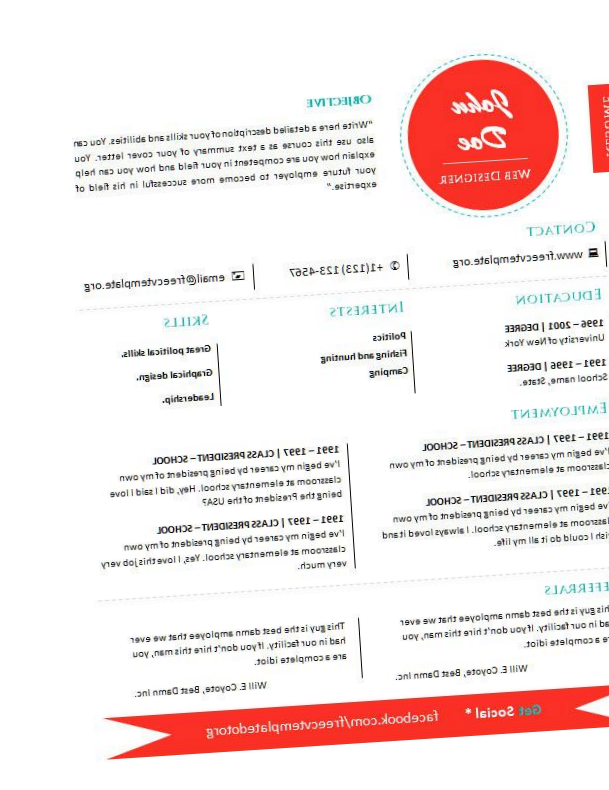 RESUME
John
Doe
WEB DESIGNER
OBJECTIVE
"Write here a detailed description of your skills and abilities. You can
also use this course as a text summary of your cover letter. You
explain how you are competent in your field and how you can help
your future employer to become more successful in his field of
expertise."
CONTACT
www.freecvtemplate.org
+1(123) 123-4567
email@freecvtemplate.org
EDUCATION
1996 – 2001 | DEGREE
University of New York
1991 – 1996 | DEGREE
School name, State.
INTERESTS
Politics
Fishing and hunting
Camping
SKILLS
Great political skills.
Graphical design.
Leadership.
EMPLOYMENT
1991 – 1997 | CLASS PRESIDENT – SCHOOL
I've begin my career by being president of my own
classroom at elementary school.
1991 – 1997 | CLASS PRESIDENT – SCHOOL
I've begin my career by being president of my own
classroom at elementary school. I always loved it and
wish I could do it all my life.
1991 – 1997 | CLASS PRESIDENT – SCHOOL
I've begin my career by being president of my own
classroom at elementary school. Hey, did I said I love
being the President of the USA?
1991 – 1997 | CLASS PRESIDENT – SCHOOL
I've begin my career by being president of my own
classroom at elementary school. Yes, I love this job very
very much.
REFERRALS
This guy is the best damn employee that we ever
had in our facility. If you don't hire this man, you
are a complete idiot.
Will E. Coyote, Best Damn Inc.
This guy is the best damn ampoloyee that we ever
had in our facility. If you don't hire this man, you
are a complete idiot.
Will E. Coyote, Best Damn Inc.
Get Social * facebook.com/freecvtemplatedotorg